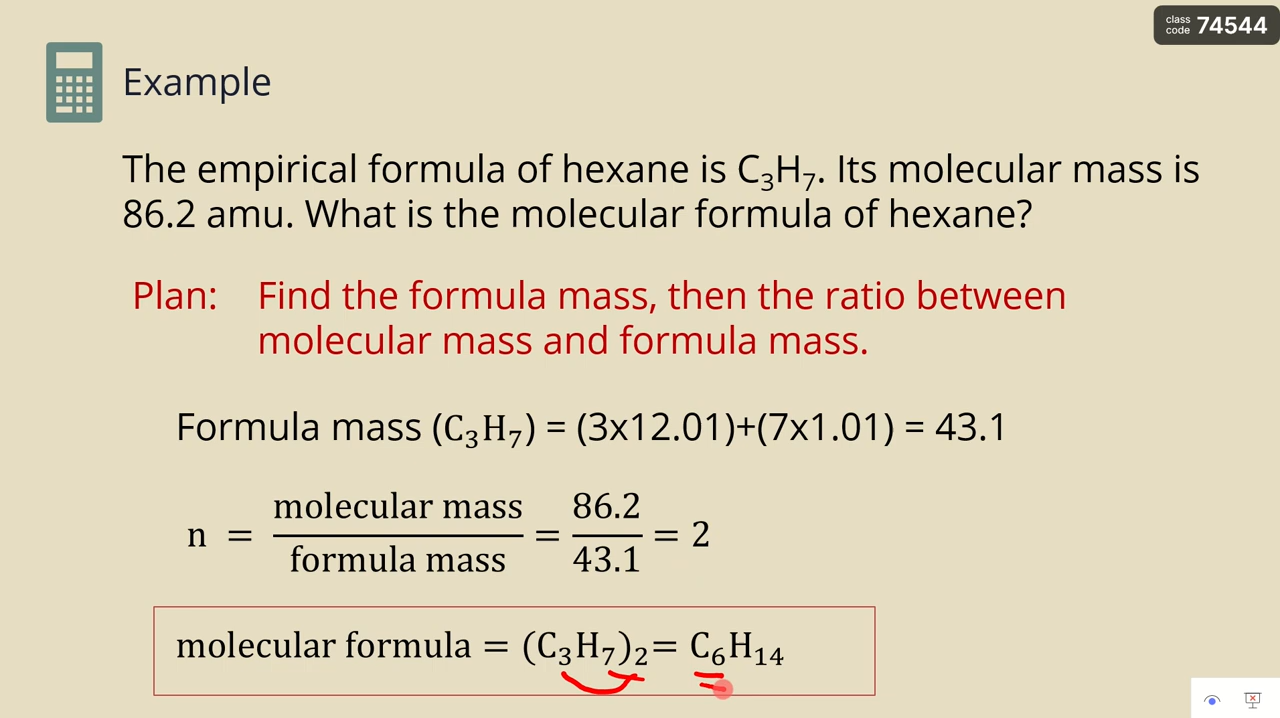 class code 74544
Example
The empirical formula of hexane is C₃H₇. Its molecular mass is
86.2 amu. What is the molecular formula of hexane?
Plan: Find the formula mass, then the ratio between
molecular mass and formula mass.
Formula mass (C₃H₇) = (3x12.01)+(7x1.01) = 43.1
n = molecular mass / formula mass = 86.2 / 43.1 = 2
molecular formula = (C₃H₇)₂= C₆H₁₄